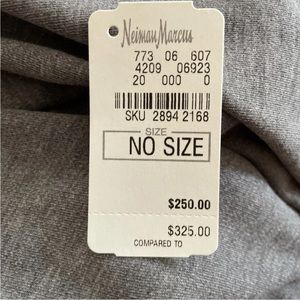 Neiman Marcus
773 06 607
4209 06923
20 000 0
SKU 2894 2168
SIZE
NO SIZE
$250.00
$325.00
COMPARED TO